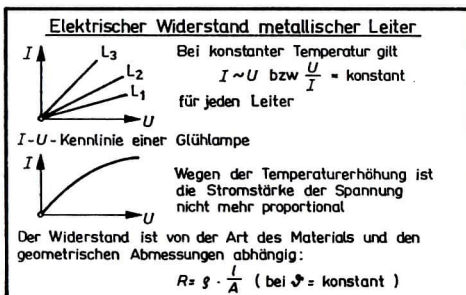 Elektrischer Widerstand metallischer Leiter
I
L3
L2
L1
U
Bei konstanter Temperatur gilt
I ~ U bzw U/I = konstant
für jeden Leiter
I-U-Kennlinie einer Glühlampe
I
U
Wegen der Temperaturerhöhung ist
die Stromstärke der Spannung
nicht mehr proportional
Der Widerstand ist von der Art des Materials und den
geometrischen Abmessungen abhängig:
R= ϱ · l/A ( bei ϑ = konstant )